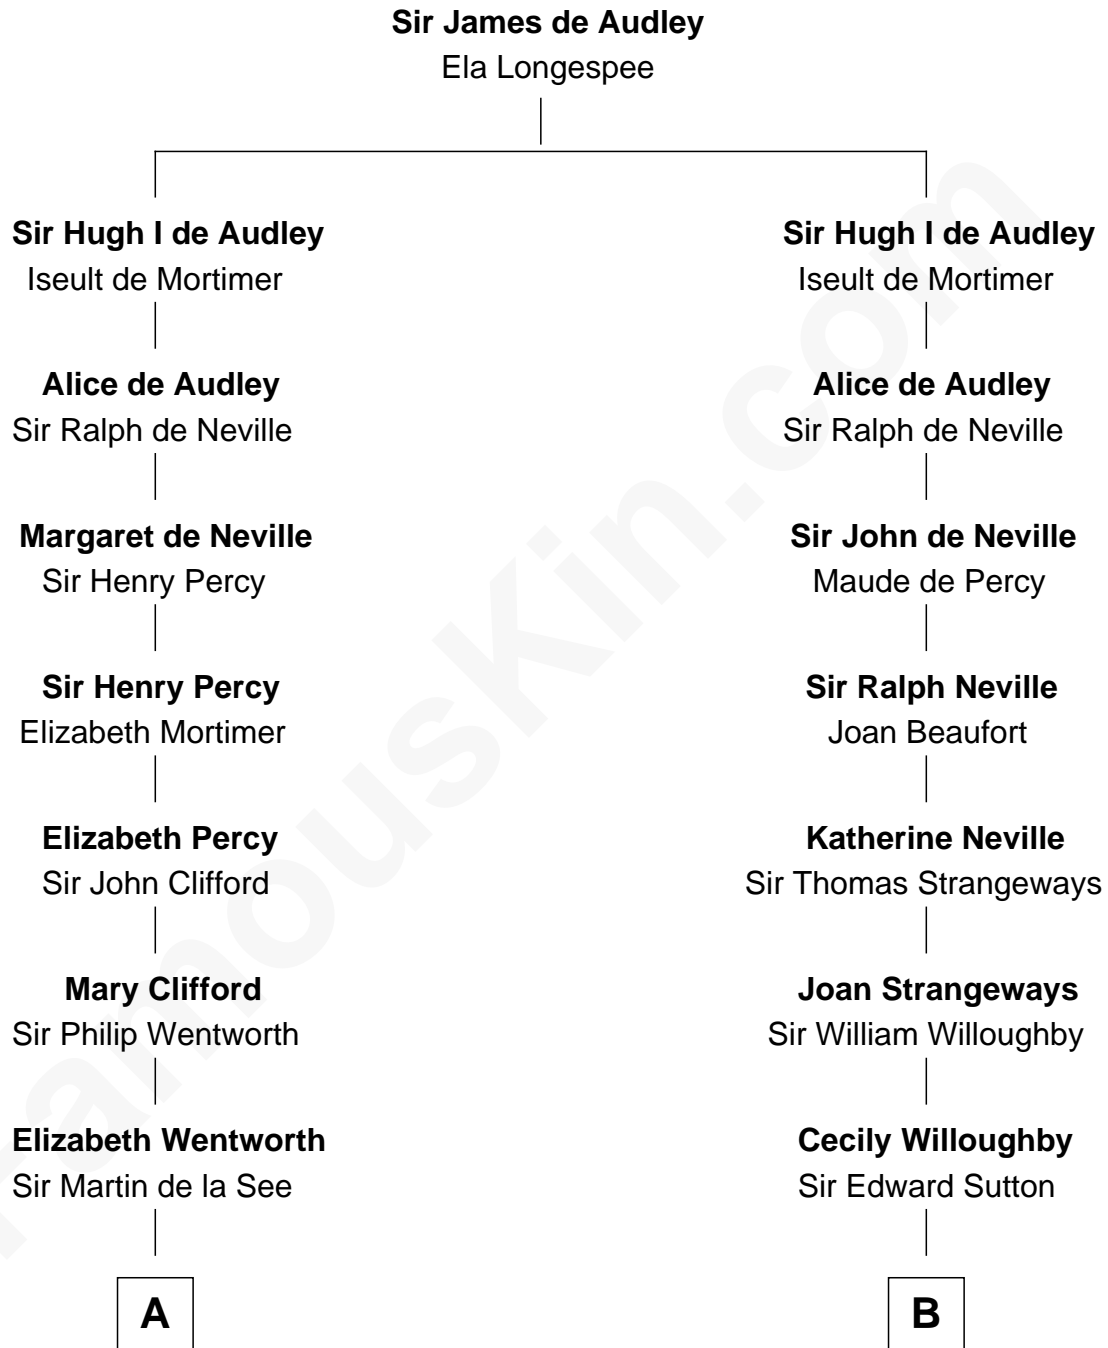 Sir James de Audley
Ela Longespee
Sir Hugh I de Audley
Iseult de Mortimer
Sir Hugh I de Audley
Iseult de Mortimer
Alice de Audley
Sir Ralph de Neville
Alice de Audley
Sir Ralph de Neville
Margaret de Neville
Sir Henry Percy
Sir John de Neville
Maude de Percy
Sir Henry Percy
Elizabeth Mortimer
Sir Ralph Neville
Joan Beaufort
Elizabeth Percy
Sir John Clifford
Katherine Neville
Sir Thomas Strangeways
Mary Clifford
Sir Philip Wentworth
Joan Strangeways
Sir William Willoughby
Elizabeth Wentworth
Sir Martin de la See
Cecily Willoughby
Sir Edward Sutton
A
B
FamousKin.com